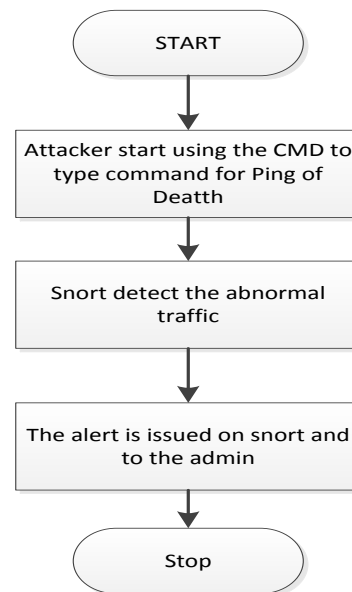 START
Attacker start using the CMD to
type command for Ping of
Deatth
Snort detect the abnormal
traffic
The alert is issued on snort and
to the admin
Stop